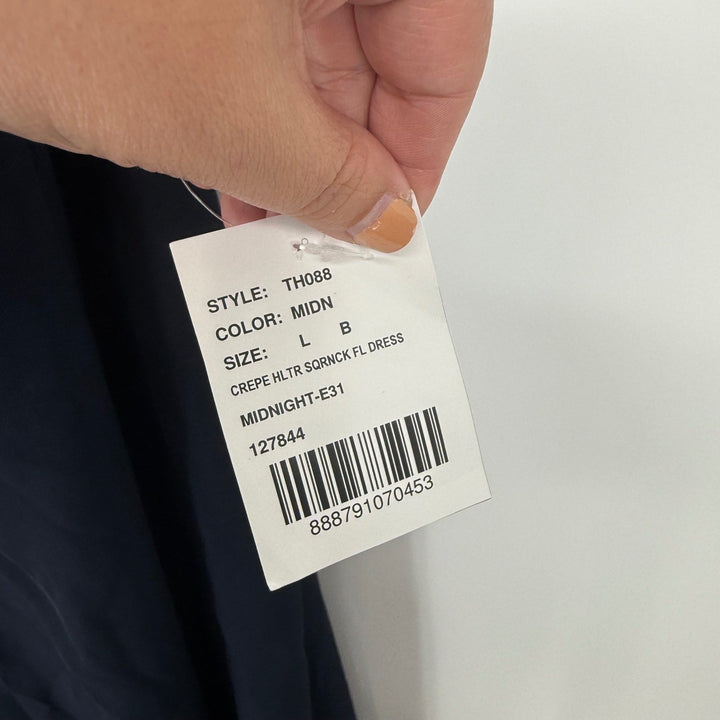 STYLE: TH088
COLOR: MIDN
SIZE: L B
CREPE HLTR SQRNCK FL DRESS
MIDNIGHT-E31
127844
888791070453